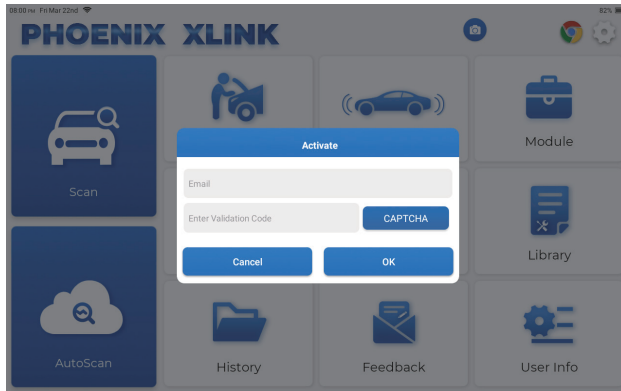 08:00 PM Fri Mar 22nd
82%
PHOENIX XLINK
Activate
Module
Email
Scan
Enter Validation Code
CAPTCHA
Library
Cancel
OK
AutoScan
History
Feedback
User Info